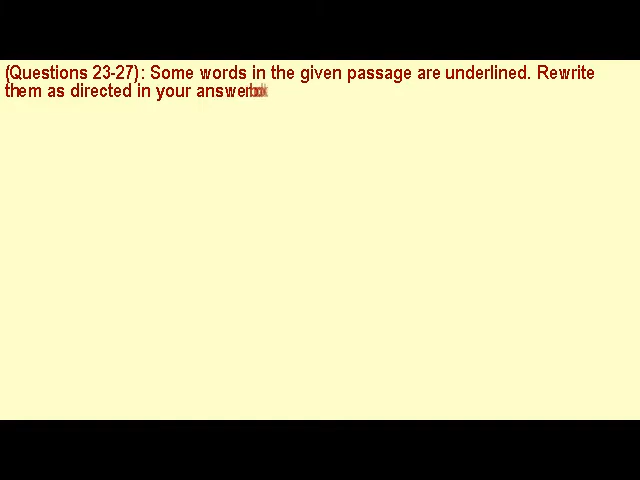 (Questions 23-27): Some words in the given passage are underlined. Rewrite
them as directed in your answer